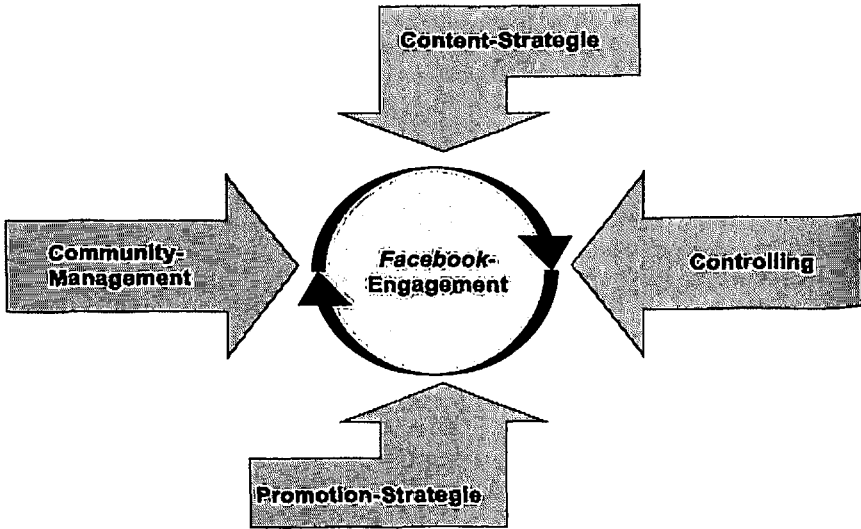 Content-Strategie
Community-
Management
Facebook-
Engagement
Controlling
Promotion-Strategie